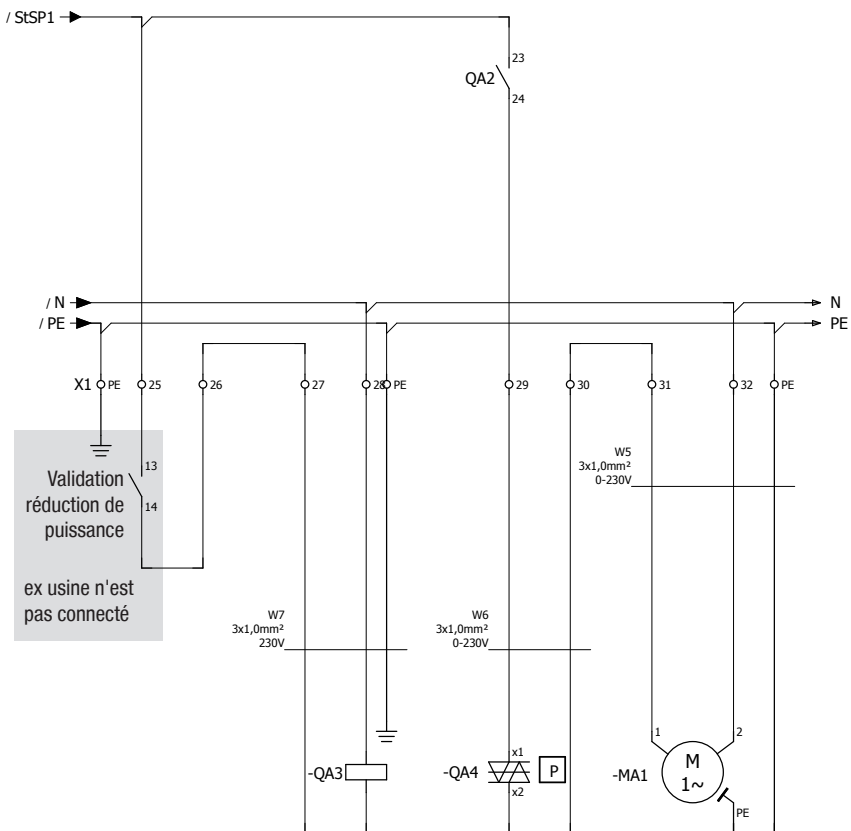 / StSP1
23
QA2
24
/ N
N
/ PE
PE
X1 PE 25 26 27 28 PE 29 30 31 32 PE
W5
3x1,0mm²
0-230V
13
Validation
réduction de
14
puissance
ex usine n'est
pas connecté
W7
3x1,0mm²
230V
W6
3x1,0mm²
0-230V
1
2
x1
-QA3
-QA4
P
-MA1
M
1~
x2
PE